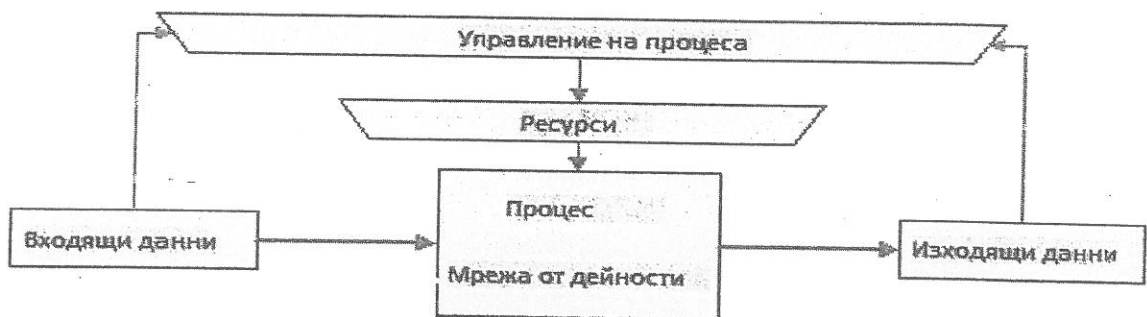 Управление на процеса
Ресурси
Процес
Входящи данни
Изходящи данни
Мрежа от дейности